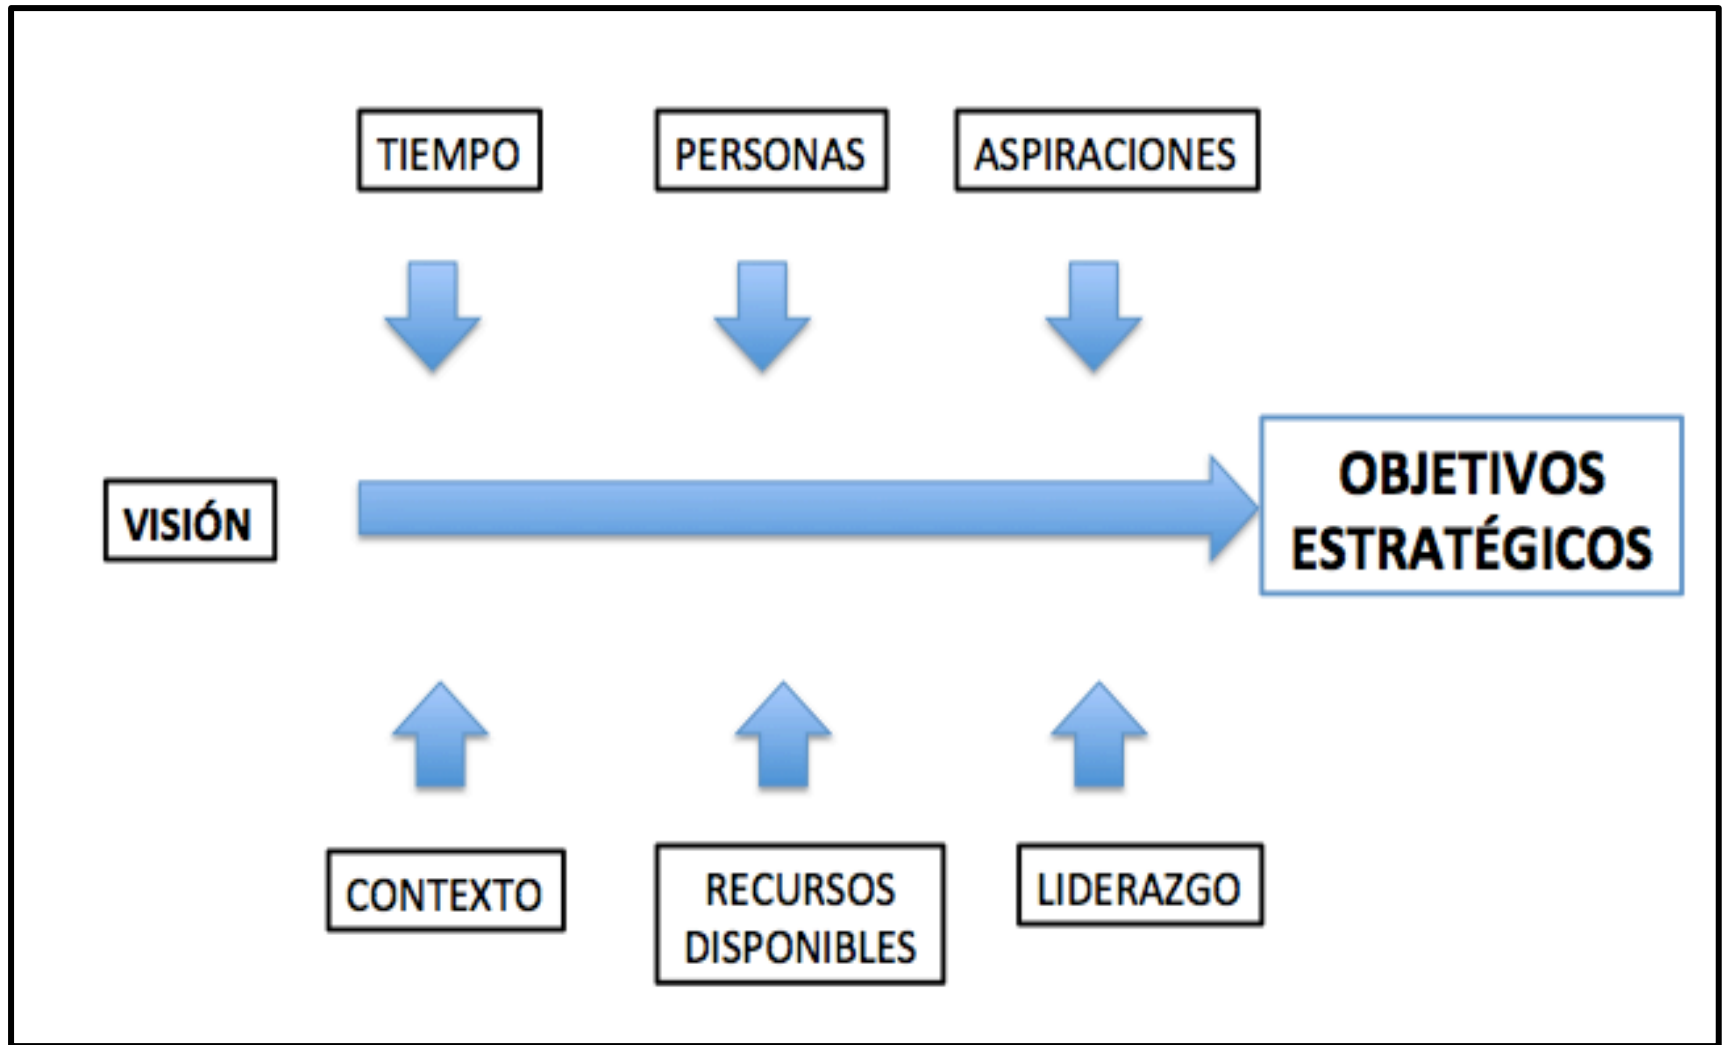 TIEMPO
PERSONAS
ASPIRACIONES
VISIÓN
OBJETIVOS
ESTRATÉGICOS
CONTEXTO
RECURSOS
DISPONIBLES
LIDERAZGO